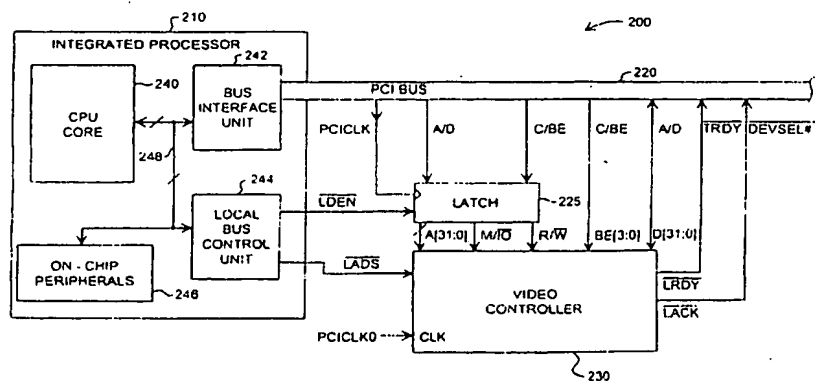 210
200
INTEGRATED PROCESSOR
240
242
220
CPU CORE
BUS INTERFACE UNIT
PCI BUS
PCICLK
A/D
C/BE
C/BE
A/D
TRDY
DEVSEL#
248
244
LATCH
225
LOCAL BUS CONTROL UNIT
LDEN
A[31:0]
M/IO
R/W
BE[3:0]
D[31:0]
ON - CHIP PERIPHERALS
246
LADS
VIDEO CONTROLLER
LRDY
LACK
PCICLK0
CLK
230